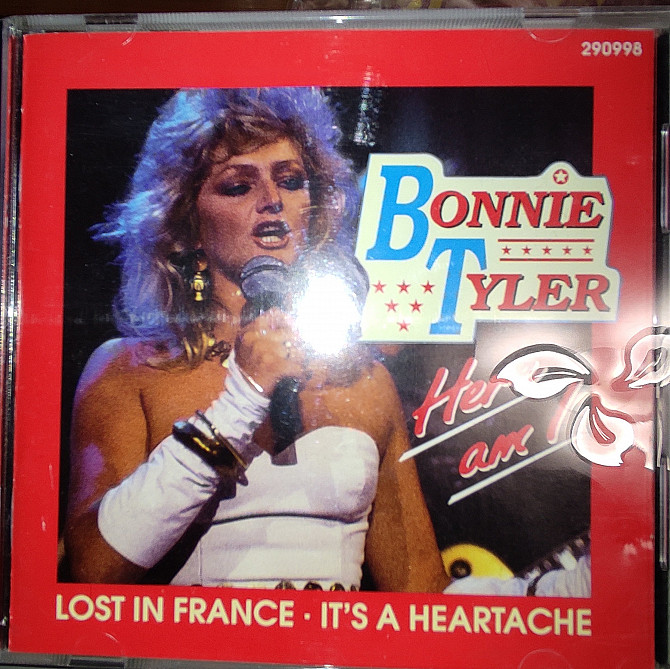 290998
BONNIE
TYLER
am
LOST IN FRANCE · IT'S A HEARTACHE